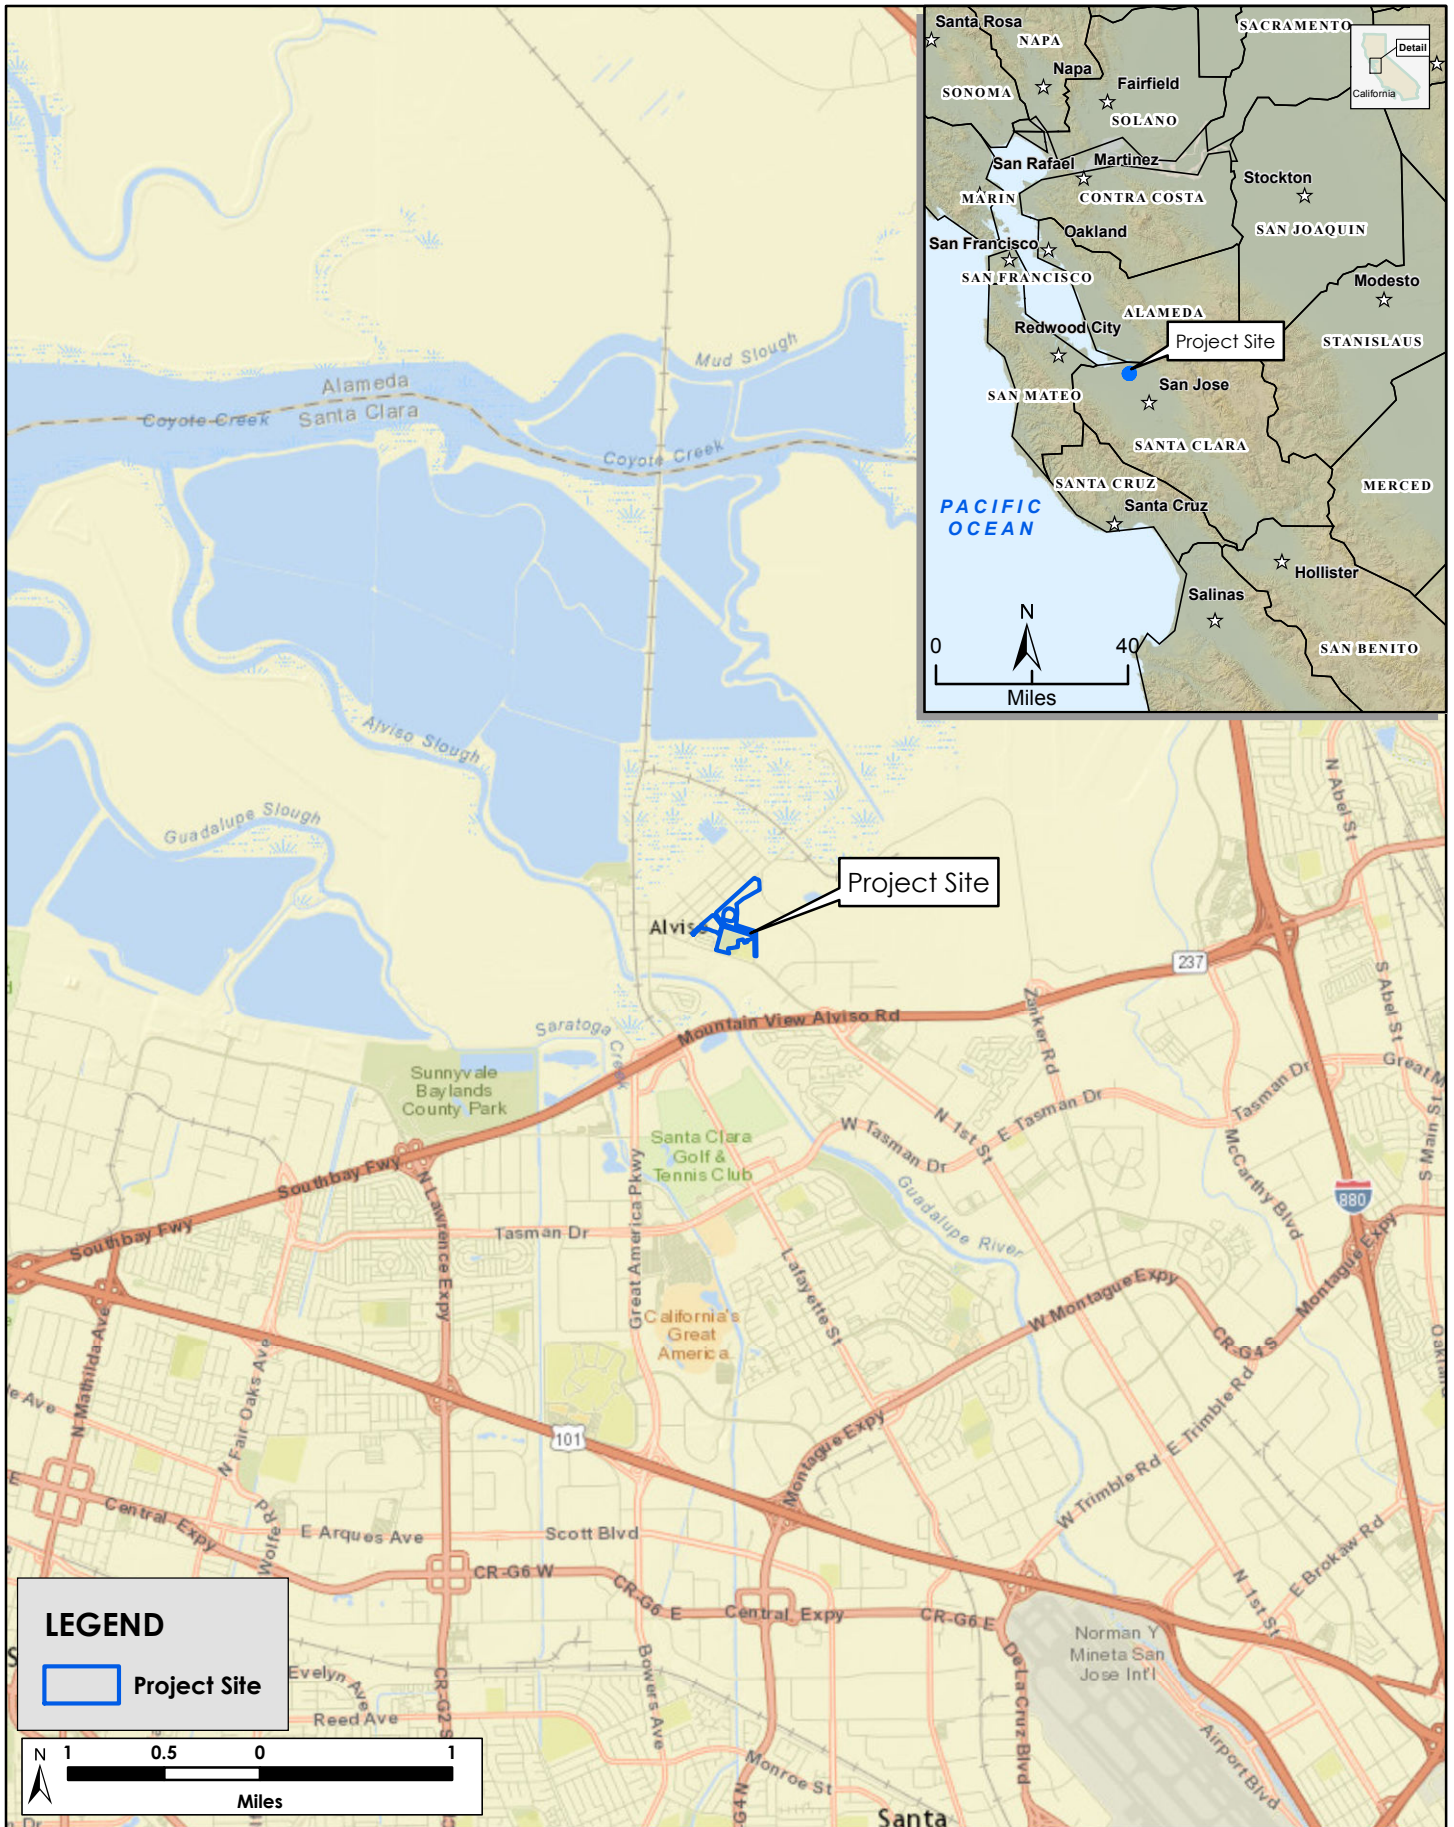 Santa Rosa
NAPA
SACRAMENTO
Detail
California
Napa
SONOMA
Fairfield
SOLANO
San Rafael
Martinez
MARIN
CONTRA COSTA
Stockton
SAN JOAQUIN
San Francisco
Oakland
SAN FRANCISCO
Modesto
ALAMEDA
Redwood City
Project Site
STANISLAUS
San Jose
SAN MATEO
SANTA CLARA
SANTA CRUZ
MERCED
Santa Cruz
PACIFIC
OCEAN
Hollister
Salinas
SAN BENITO
N
0
40
Miles
Mud Slough
Alameda
Santa Clara
Coyote Creek
Coyote Creek
Alviso Slough
Guadalupe Slough
N Abel St
Project Site
Alviso
237
S Abel St
Zanker Rd
Mountain View Alviso Rd
Saratoga
Creek
Sunnyvale
Baylands
County Park
Great M
Tasman Dr
S Main St
E Tasman Dr
N 1st St
W Tasman Dr
McCarthy Blvd
Santa Clara
Golf &
Tennis Club
Southbay Fwy
Southbay Fwy
N Lawrence Expy
Great America Pkwy
Guadalupe River
880
Tasman Dr
Lafayette St
Montague Expy
W Montague Expy
CR-G4 S
California's
Great
America
N Mathilda Ave
N Fair Oaks Ave
le Ave
101
Montague Expy
E Trimble Rd
W Trimble Rd
E
Central Expy
Wolfe Rd
E Arques Ave
Scott Blvd
CR-G6 W
CR-G6 E
Central Expy
CR-G6 E
N 1st St
E Brokaw Rd
Norman Y
Mineta San
Jose Int'l
De La Cruz Blvd
Airport Blvd
Evelyn Ave
Reed Ave
CR-G2 S
Bowers Ave
Monroe St
G4 N
Santa
LEGEND
Project Site
N
1
0.5
0
1
Miles